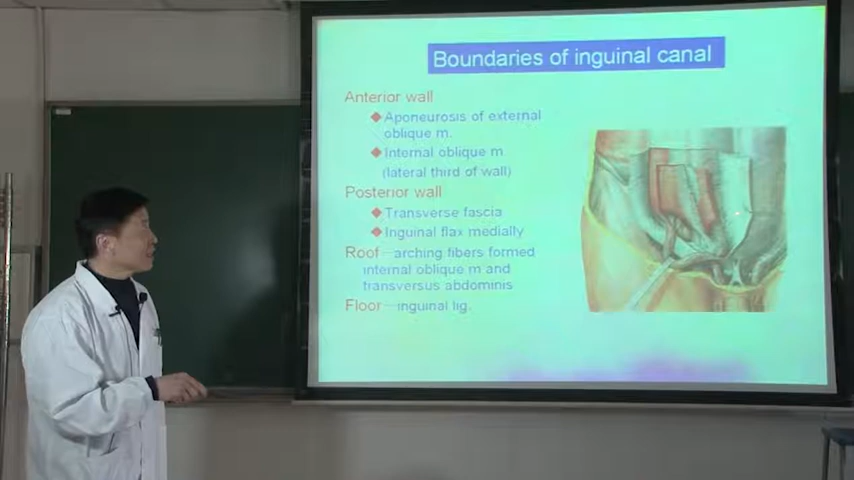 Boundaries of inguinal canal
Anterior wall
Aponeurosis of external
oblique m.
Internal oblique m
(lateral third of wall)
Posterior wall
Transverse fascia
Inguinal flax medially
Roof—arching fibers formed
internal oblique m and
transversus abdominis
Floor—inguinal lig.